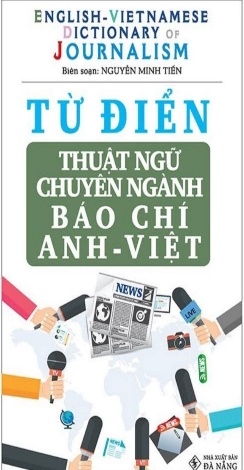 ENGLISH-VIETNAMESE
DICTIONARY OF
JOURNALISM
Biên soạn: NGUYỄN MINH TIẾN
TỪ ĐIỂN
THUẬT NGỮ
CHUYÊN NGÀNH
BÁO CHÍ
ANH-VIỆT
NEWS
LIVE
NEWS
NEWS
NHÀ XUẤT BẢN
ĐÀ NẴNG